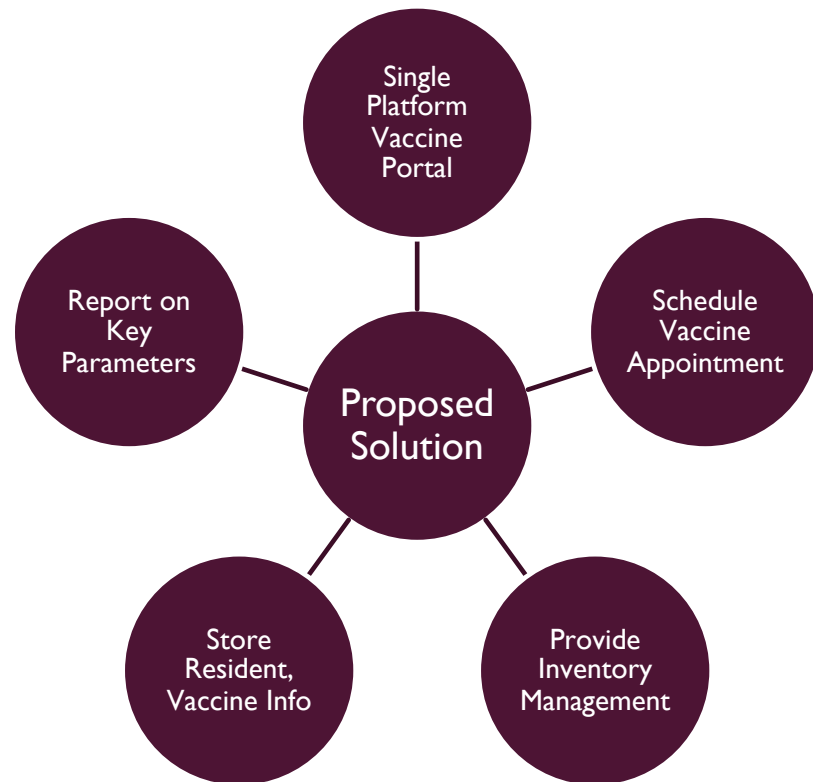 Single
Platform
Vaccine
Portal
Schedule
Vaccine
Appointment
Provide
Inventory
Management
Store
Resident,
Vaccine Info
Report on
Key
Parameters
Proposed
Solution